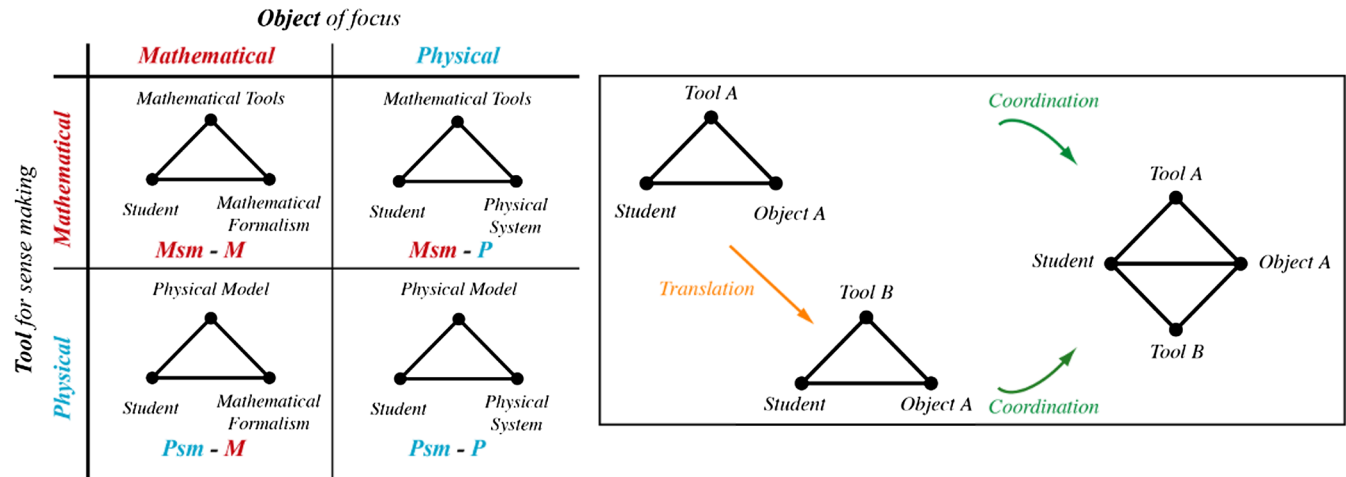 Object of focus
Mathematical
Physical
Tool for sense making
Mathematical
Mathematical Tools
Student
Mathematical
Formalism
Msm - M
Mathematical Tools
Student
Physical
System
Msm - P
Physical
Physical Model
Student
Mathematical
Formalism
Psm - M
Physical Model
Student
Physical
System
Psm - P
Tool A
Student
Object A
Translation
Tool B
Student
Object A
Coordination
Coordination
Tool A
Student
Object A
Tool B